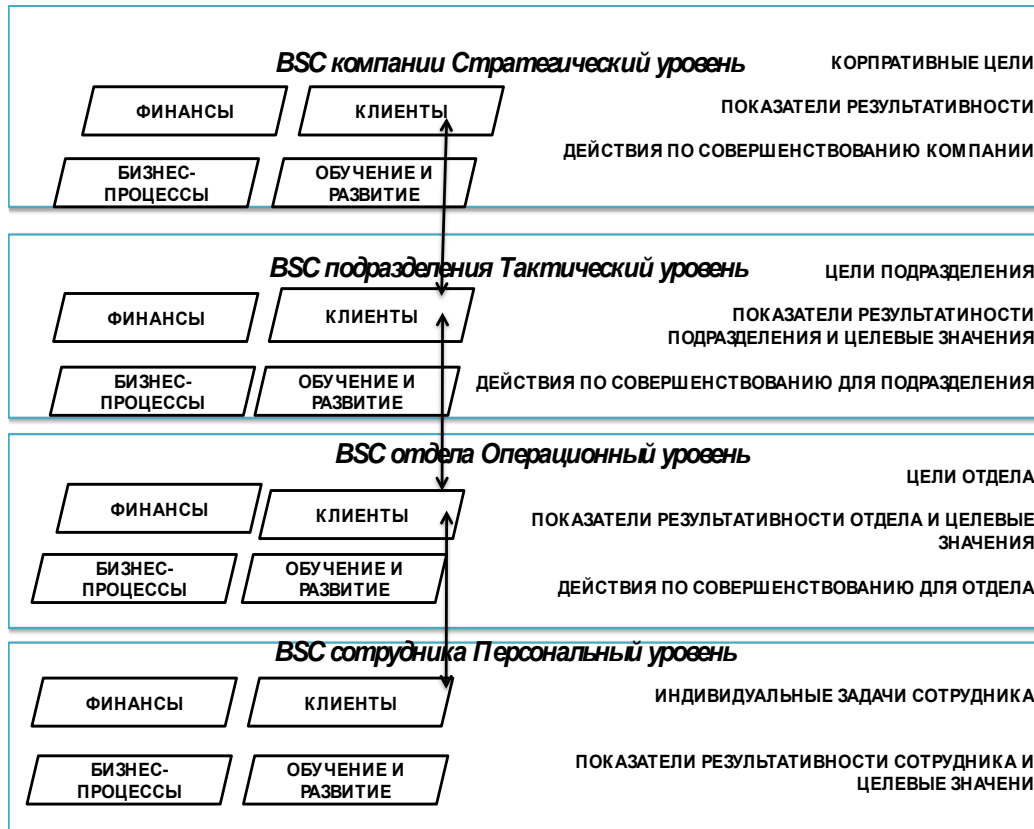 BSC компании Стратегический уровень
КОРПРАТИВНЫЕ ЦЕЛИ
ФИНАНСЫ
КЛИЕНТЫ
ПОКАЗАТЕЛИ РЕЗУЛЬТАТИВНОСТИ
ДЕЙСТВИЯ ПО СОВЕРШЕНСТВОВАНИЮ КОМПАНИИ
БИЗНЕС-
ПРОЦЕССЫ
ОБУЧЕНИЕ И
РАЗВИТИЕ
BSC подразделения Тактический уровень
ЦЕЛИ ПОДРАЗДЕЛЕНИЯ
ФИНАНСЫ
КЛИЕНТЫ
ПОКАЗАТЕЛИ РЕЗУЛЬТАТИНОСТИ
ПОДРАЗДЕЛЕНИЯ И ЦЕЛЕВЫЕ ЗНАЧЕНИЯ
БИЗНЕС-
ПРОЦЕССЫ
ОБУЧЕНИЕ И
РАЗВИТИЕ
ДЕЙСТВИЯ ПО СОВЕРШЕНСТВОВАНИЮ ДЛЯ ПОДРАЗДЕЛЕНИЯ
BSC отдела Операционный уровень
ЦЕЛИ ОТДЕЛА
ФИНАНСЫ
КЛИЕНТЫ
ПОКАЗАТЕЛИ РЕЗУЛЬТАТИВНОСТИ ОТДЕЛА И ЦЕЛЕВЫЕ
ЗНАЧЕНИЯ
БИЗНЕС-
ПРОЦЕССЫ
ОБУЧЕНИЕ И
РАЗВИТИЕ
ДЕЙСТВИЯ ПО СОВЕРШЕНСТВОВАНИЮ ДЛЯ ОТДЕЛА
BSC сотрудника Персональный уровень
ФИНАНСЫ
КЛИЕНТЫ
ИНДИВИДУАЛЬНЫЕ ЗАДАЧИ СОТРУДНИКА
БИЗНЕС-
ПРОЦЕССЫ
ОБУЧЕНИЕ И
РАЗВИТИЕ
ПОКАЗАТЕЛИ РЕЗУЛЬТАТИВНОСТИ СОТРУДНИКА И
ЦЕЛЕВЫЕ ЗНАЧЕНИ